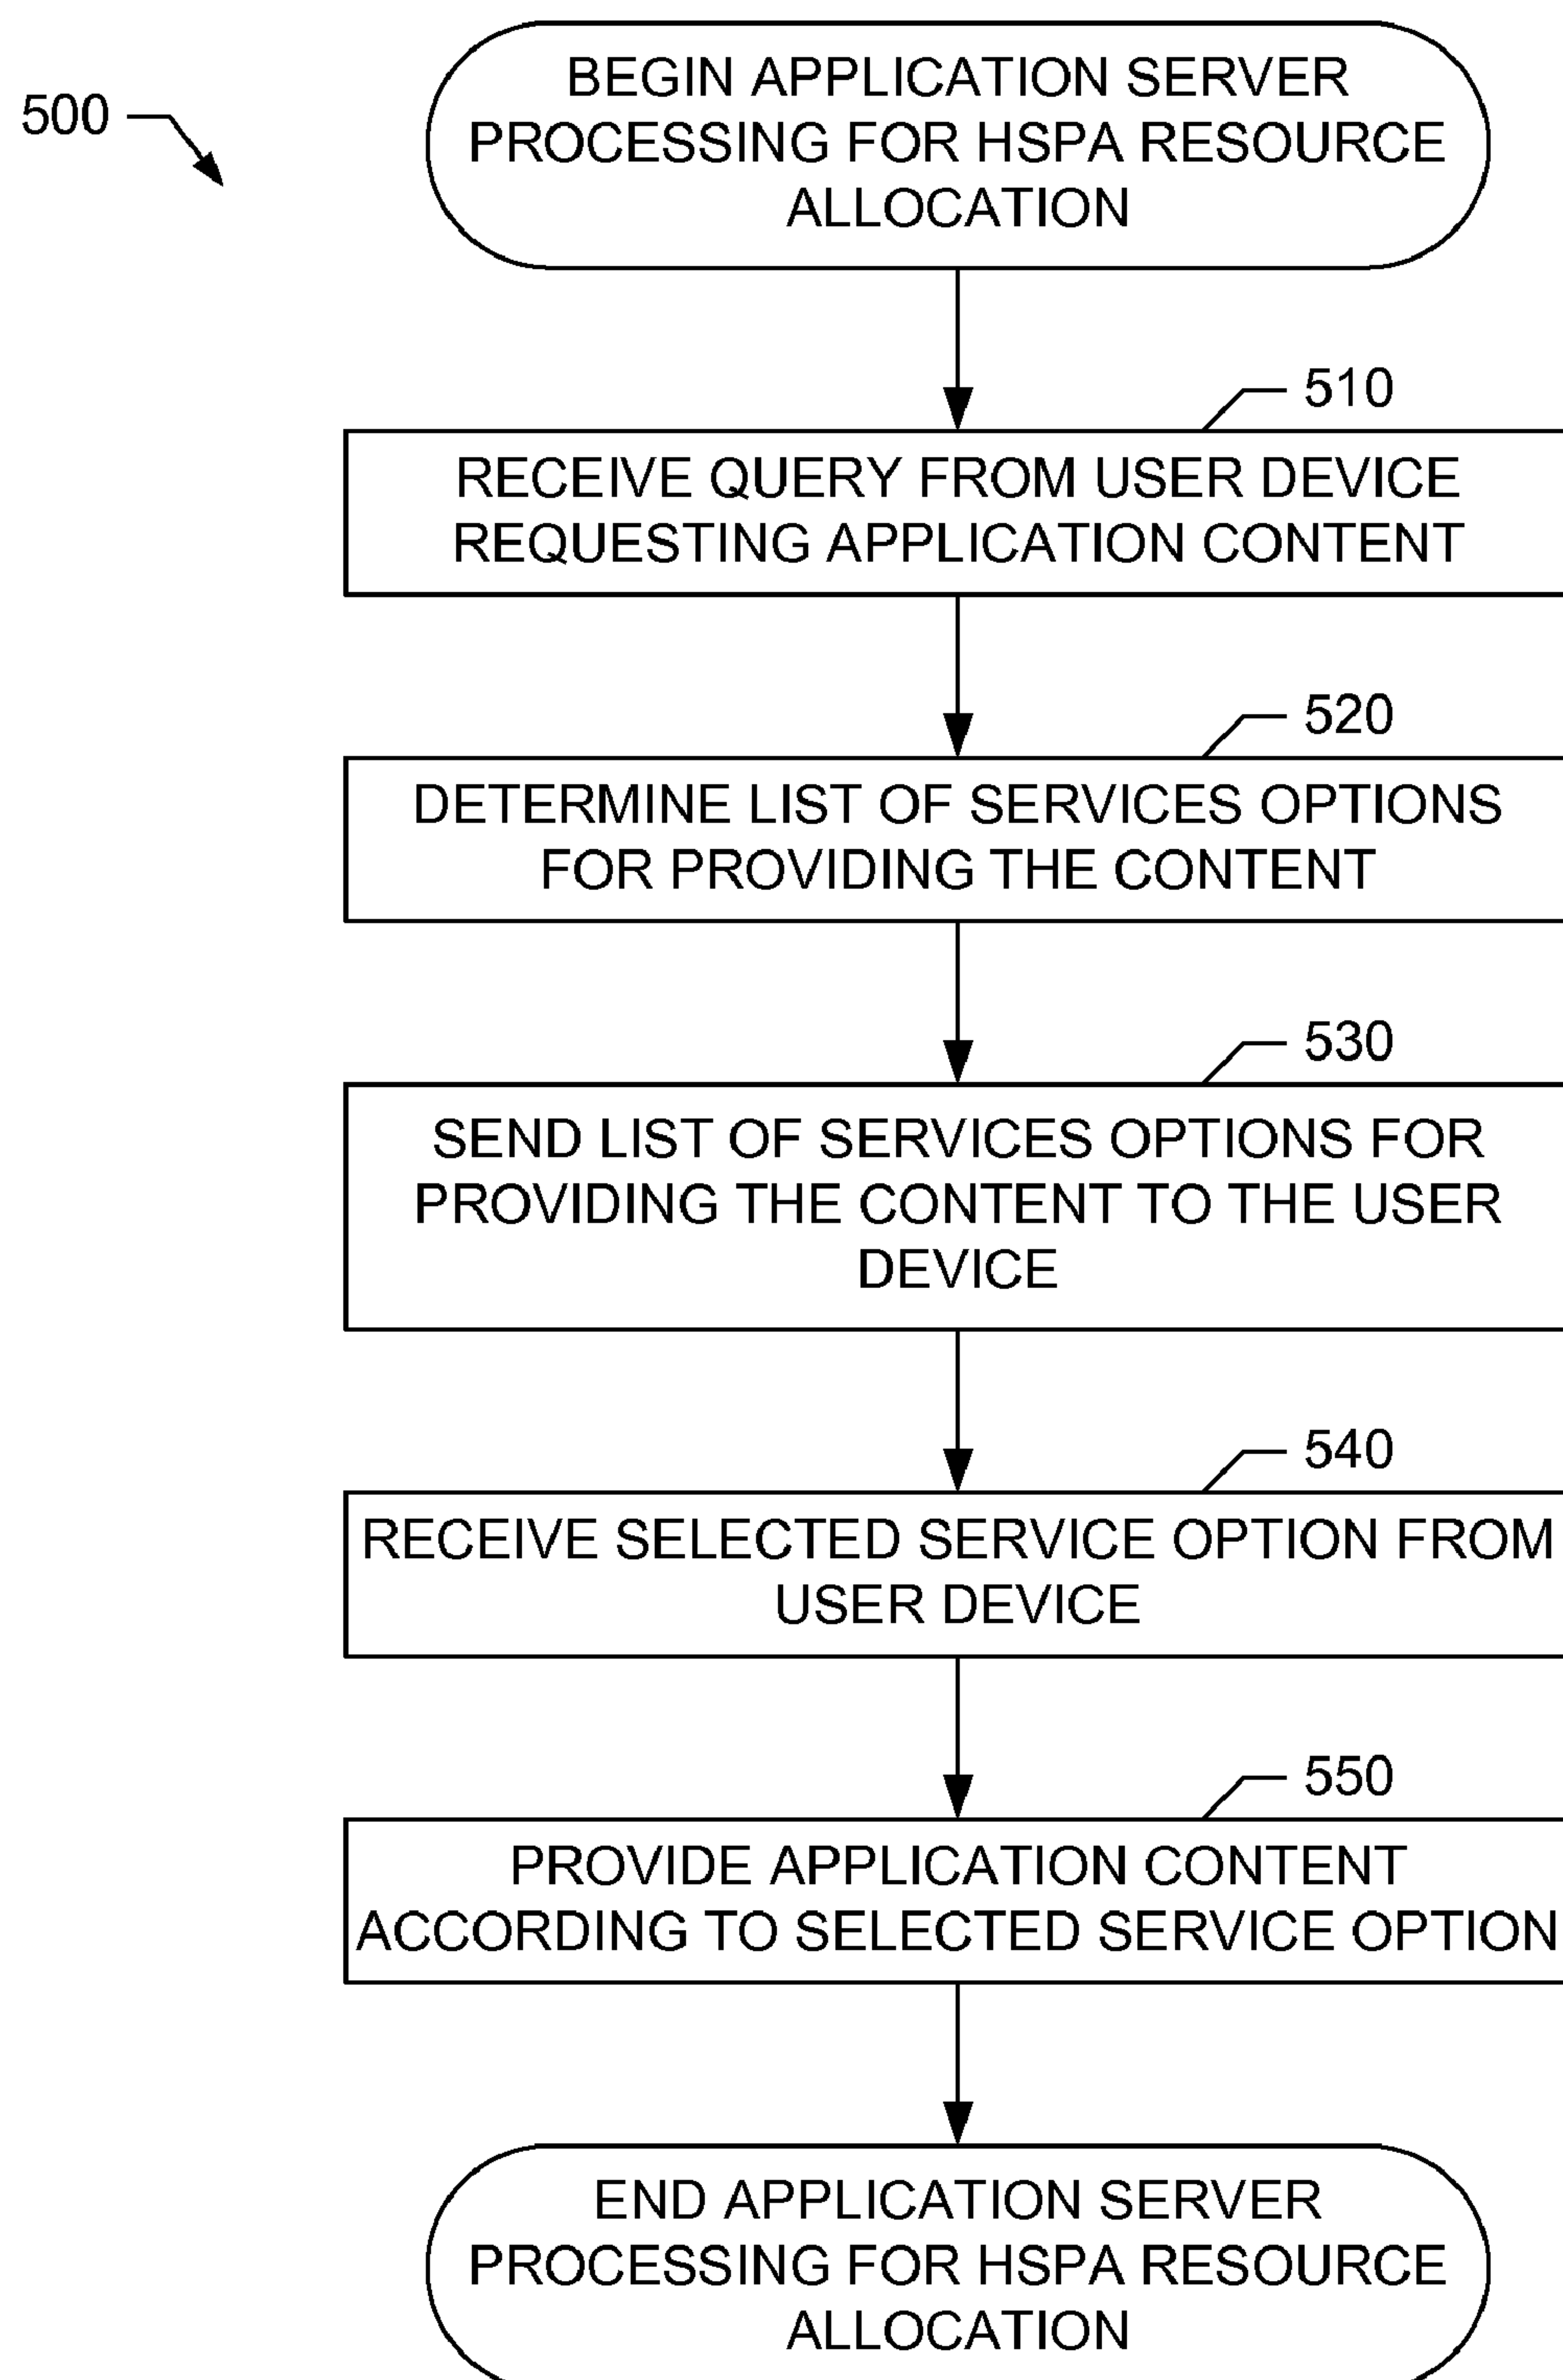 500
BEGIN APPLICATION SERVER
PROCESSING FOR HSPA RESOURCE
ALLOCATION
510
RECEIVE QUERY FROM USER DEVICE
REQUESTING APPLICATION CONTENT
520
DETERMINE LIST OF SERVICES OPTIONS
FOR PROVIDING THE CONTENT
530
SEND LIST OF SERVICES OPTIONS FOR
PROVIDING THE CONTENT TO THE USER
DEVICE
540
RECEIVE SELECTED SERVICE OPTION FROM
USER DEVICE
550
PROVIDE APPLICATION CONTENT
ACCORDING TO SELECTED SERVICE OPTION
END APPLICATION SERVER
PROCESSING FOR HSPA RESOURCE
ALLOCATION